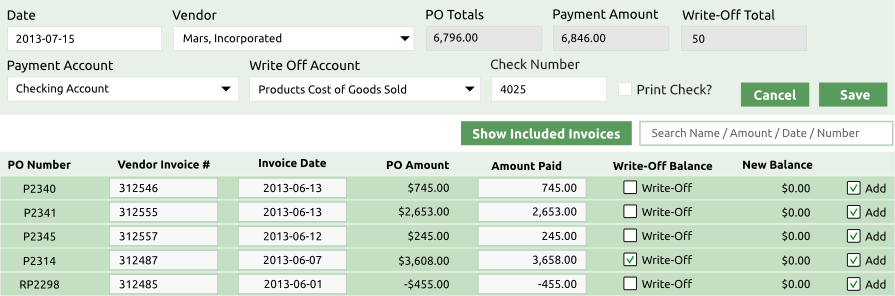 Date Vendor PO Totals Payment Amount Write-Off Total
2013-07-15 Mars, Incorporated 6,796.00 6,846.00 50
Payment Account Write Off Account Check Number
Checking Account Products Cost of Goods Sold 4025 Print Check? Cancel Save
Show Included Invoices Search Name / Amount / Date / Number
PO Number Vendor Invoice # Invoice Date PO Amount Amount Paid Write-Off Balance New Balance
P2340 312546 2013-06-13 $745.00 745.00 Write-Off $0.00 Add
P2341 312555 2013-06-13 $2,653.00 2,653.00 Write-Off $0.00 Add
P2345 312557 2013-06-12 $245.00 245.00 Write-Off $0.00 Add
P2314 312487 2013-06-07 $3,608.00 3,658.00 Write-Off $0.00 Add
RP2298 312485 2013-06-01 -$455.00 -455.00 Write-Off $0.00 Add